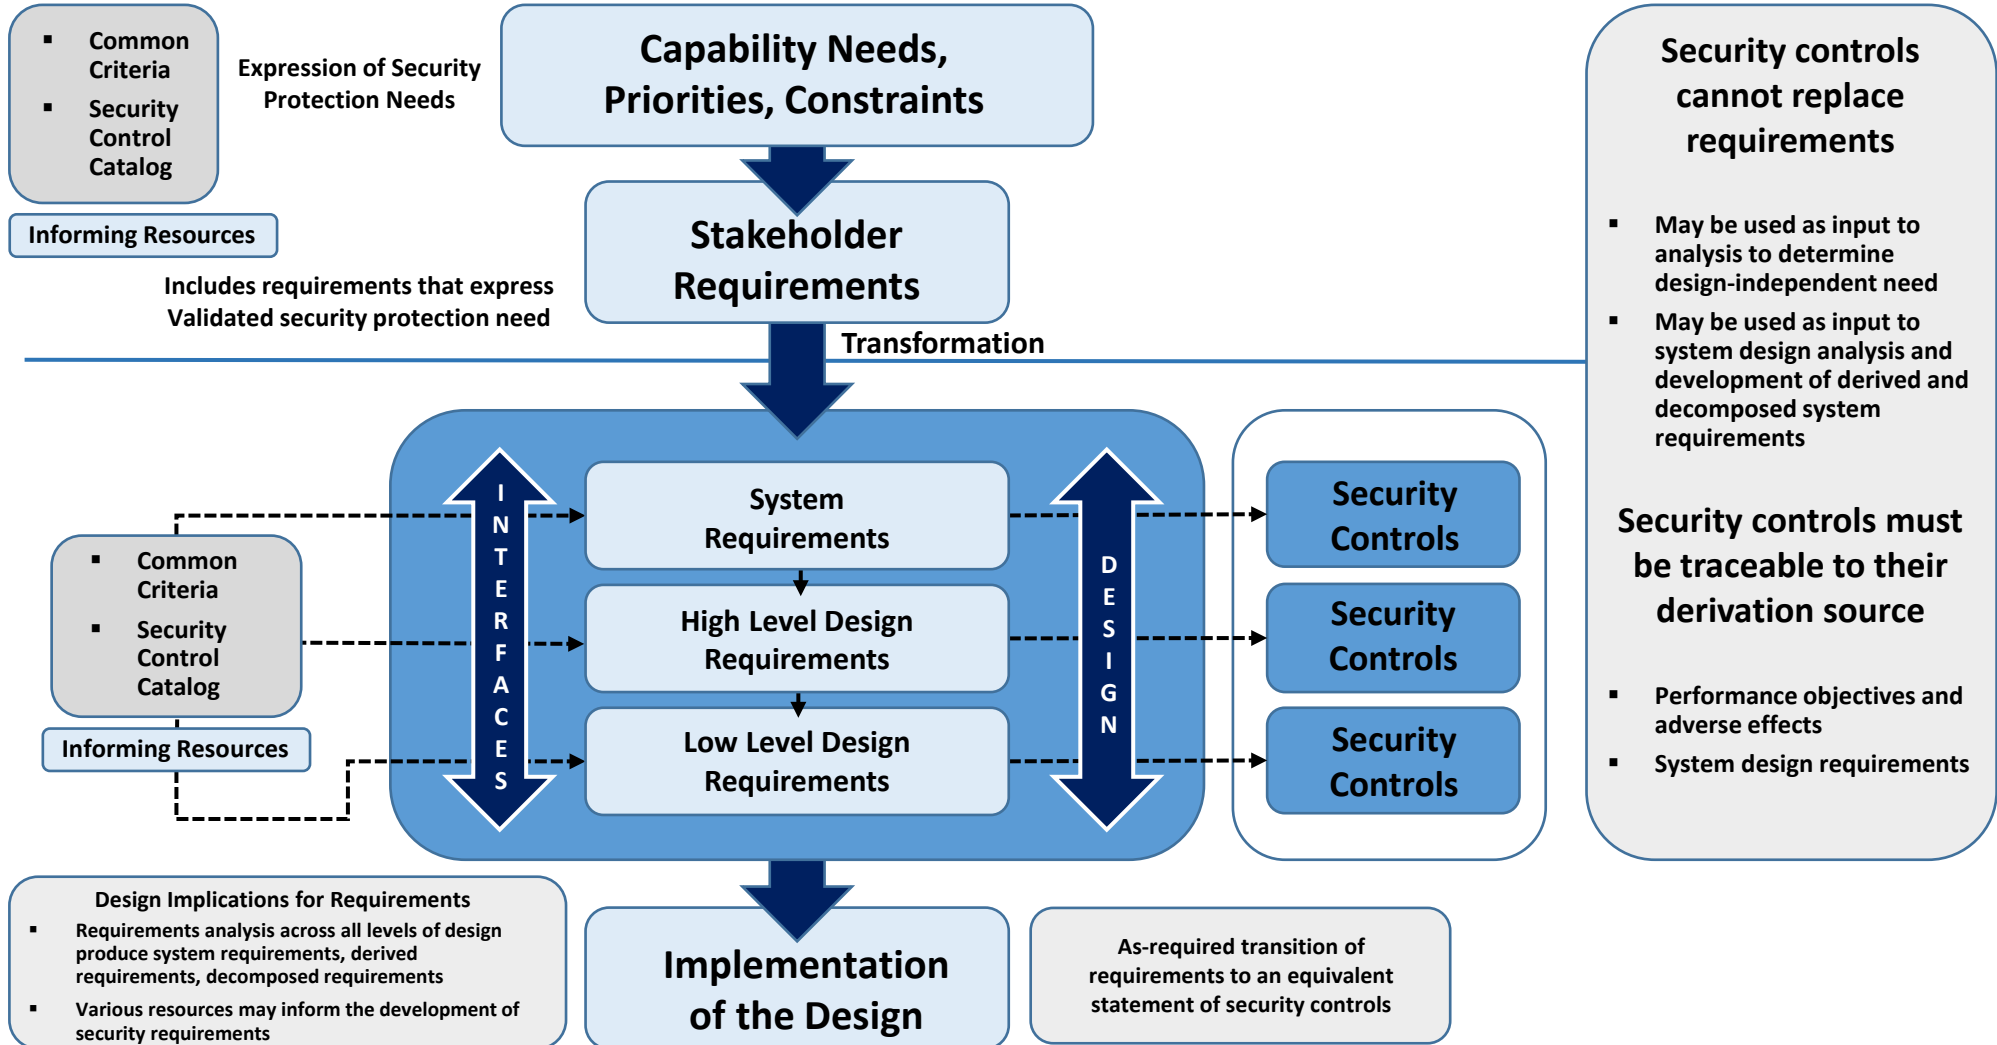 Common
Criteria
Security
Control
Catalog
Informing Resources
Expression of Security
Protection Needs
Capability Needs,
Priorities, Constraints
Stakeholder
Requirements
Includes requirements that express
Validated security protection need
Transformation
Common
Criteria
Security
Control
Catalog
Informing Resources
INTERFACES
System
Requirements
High Level Design
Requirements
Low Level Design
Requirements
DESIGN
Security
Controls
Security
Controls
Security
Controls
Design Implications for Requirements
Requirements analysis across all levels of design
produce system requirements, derived
requirements, decomposed requirements
Various resources may inform the development of
security requirements
Implementation
of the Design
As-required transition of
requirements to an equivalent
statement of security controls
Security controls
cannot replace
requirements
May be used as input to
analysis to determine
design-independent need
May be used as input to
system design analysis and
development of derived and
decomposed system
requirements
Security controls must
be traceable to their
derivation source
Performance objectives and
adverse effects
System design requirements